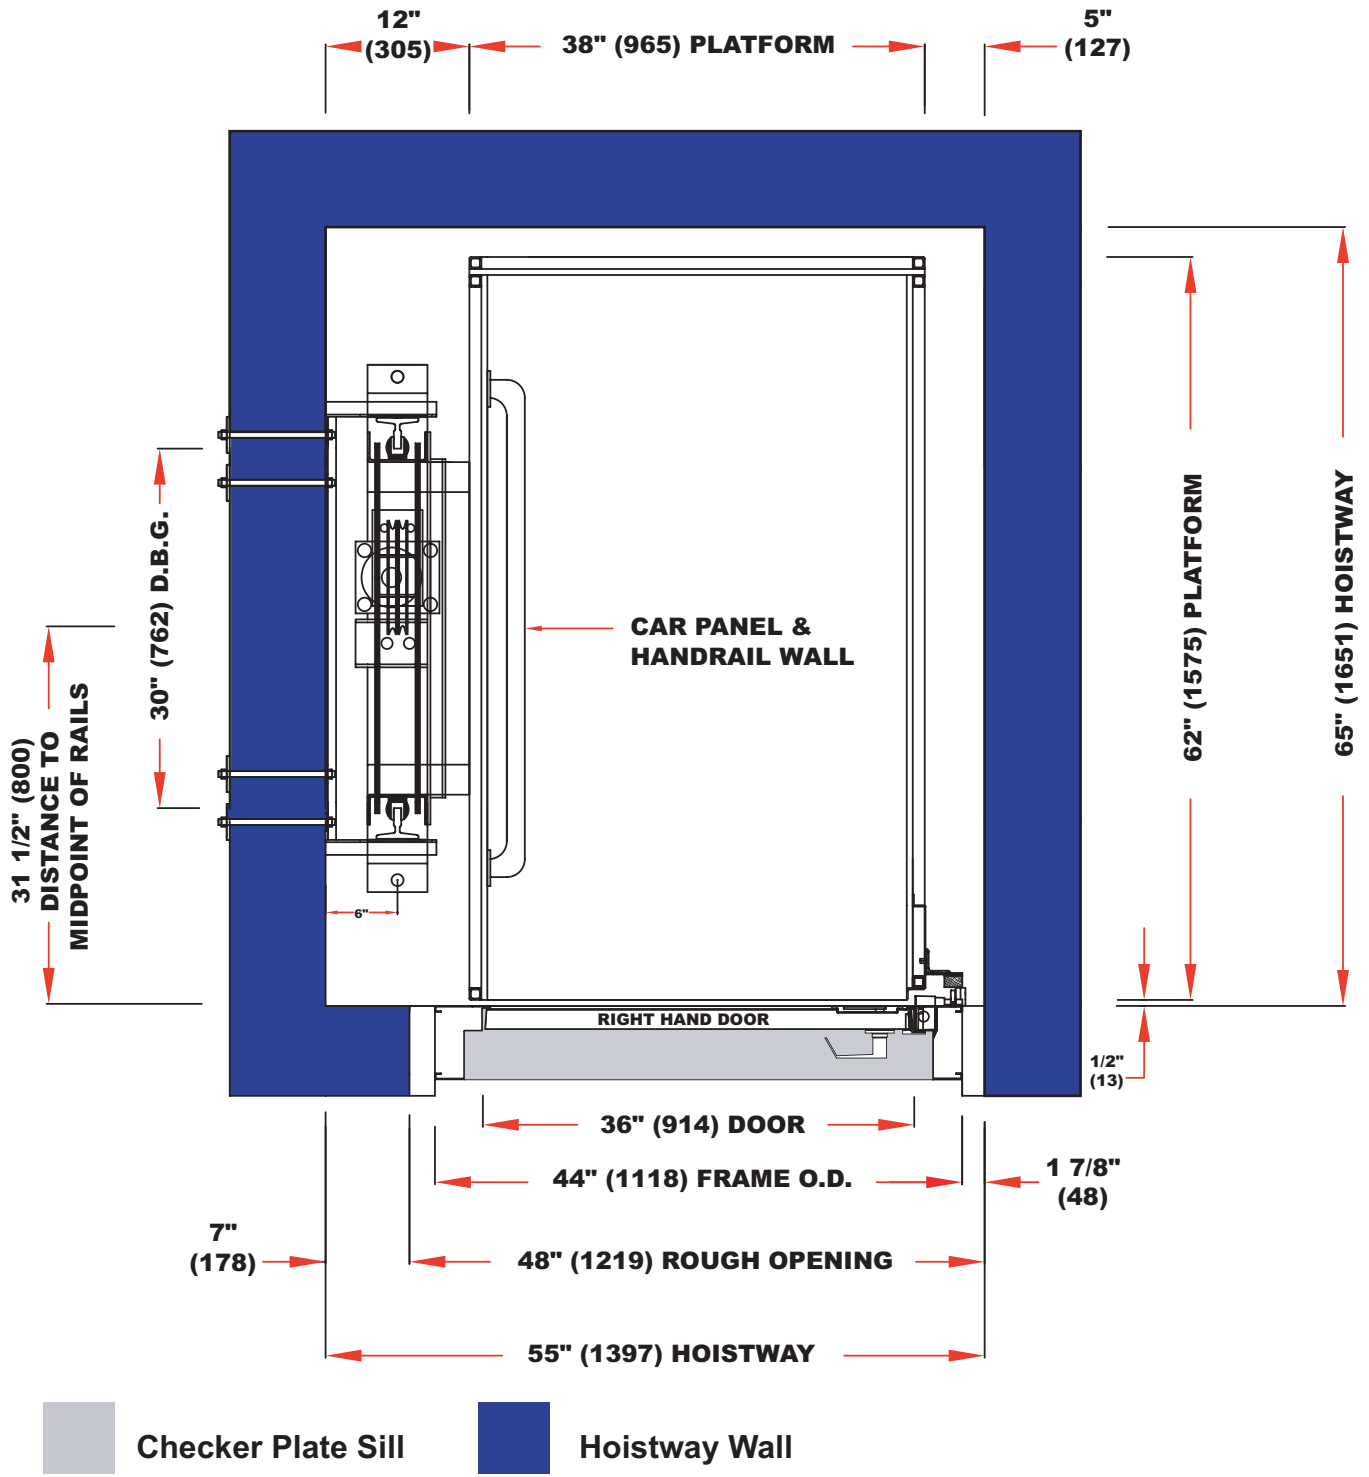 12"
(305)
38" (965) PLATFORM
5"
(127)
30" (762) D.B.G.
31 1/2" (800)
DISTANCE TO
MIDPOINT OF RAILS
CAR PANEL &
HANDRAIL WALL
62" (1575) PLATFORM
65" (1651) HOISTWAY
6"
RIGHT HAND DOOR
1/2"
(13)
36" (914) DOOR
44" (1118) FRAME O.D.
1 7/8"
(48)
7"
(178)
48" (1219) ROUGH OPENING
55" (1397) HOISTWAY
Checker Plate Sill
Hoistway Wall